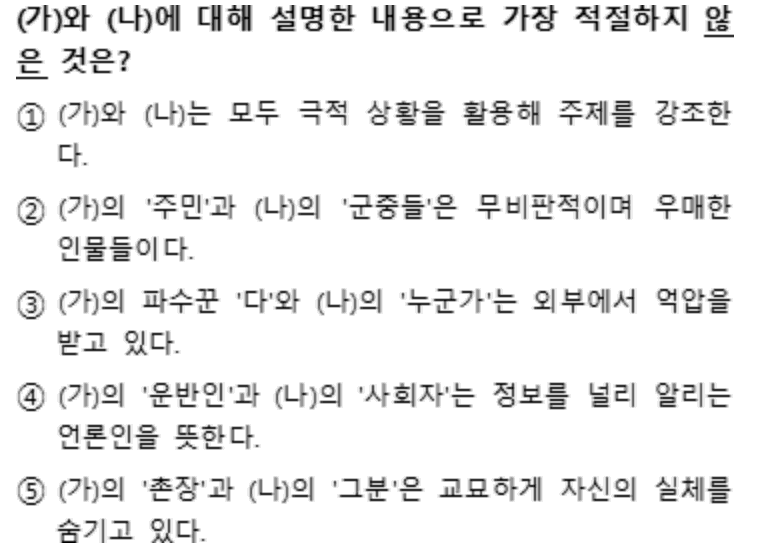 (가)와 (나)에 대해 설명한 내용으로 가장 적절하지 않
은 것은?
① (가)와 (나)는 모두 극적 상황을 활용해 주제를 강조한
다.
② (가)의 '주민'과 (나)의 '군중들'은 무비판적이며 우매한
인물들이다.
③ (가)의 파수꾼 '다'와 (나)의 '누군가'는 외부에서 억압을
받고 있다.
④ (가)의 '운반인'과 (나)의 '사회자'는 정보를 널리 알리는
언론인을 뜻한다.
⑤ (가)의 '촌장'과 (나)의 '그분'은 교묘하게 자신의 실체를
숨기고 있다.